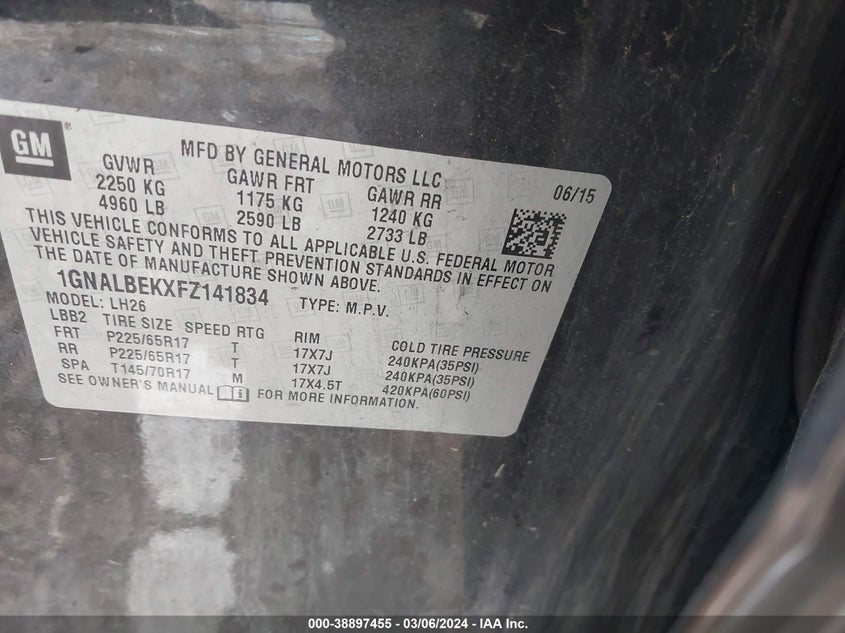 GM®
MFD BY GENERAL MOTORS LLC 06/15
GVWR GAWR FRT GAWR RR
2250 KG 1175 KG 1240 KG
4960 LB 2590 LB 2733 LB
THIS VEHICLE CONFORMS TO ALL APPLICABLE U.S. FEDERAL MOTOR
VEHICLE SAFETY AND THEFT PREVENTION STANDARDS IN EFFECT ON
THE DATE OF MANUFACTURE SHOWN ABOVE.
1GNALBEKXFZ141834 TYPE: M.P.V.
MODEL: LH26
LBB2 TIRE SIZE SPEED RTG RIM COLD TIRE PRESSURE
FRT P225/65R17 T 17X7J 240KPA(35PSI)
RR P225/65R17 T 17X7J 240KPA(35PSI)
SPA T145/70R17 M 17X4.5T 420KPA(60PSI)
SEE OWNER'S MANUAL FOR MORE INFORMATION.
000-38897455 — 03/06/2024 — IAA Inc.